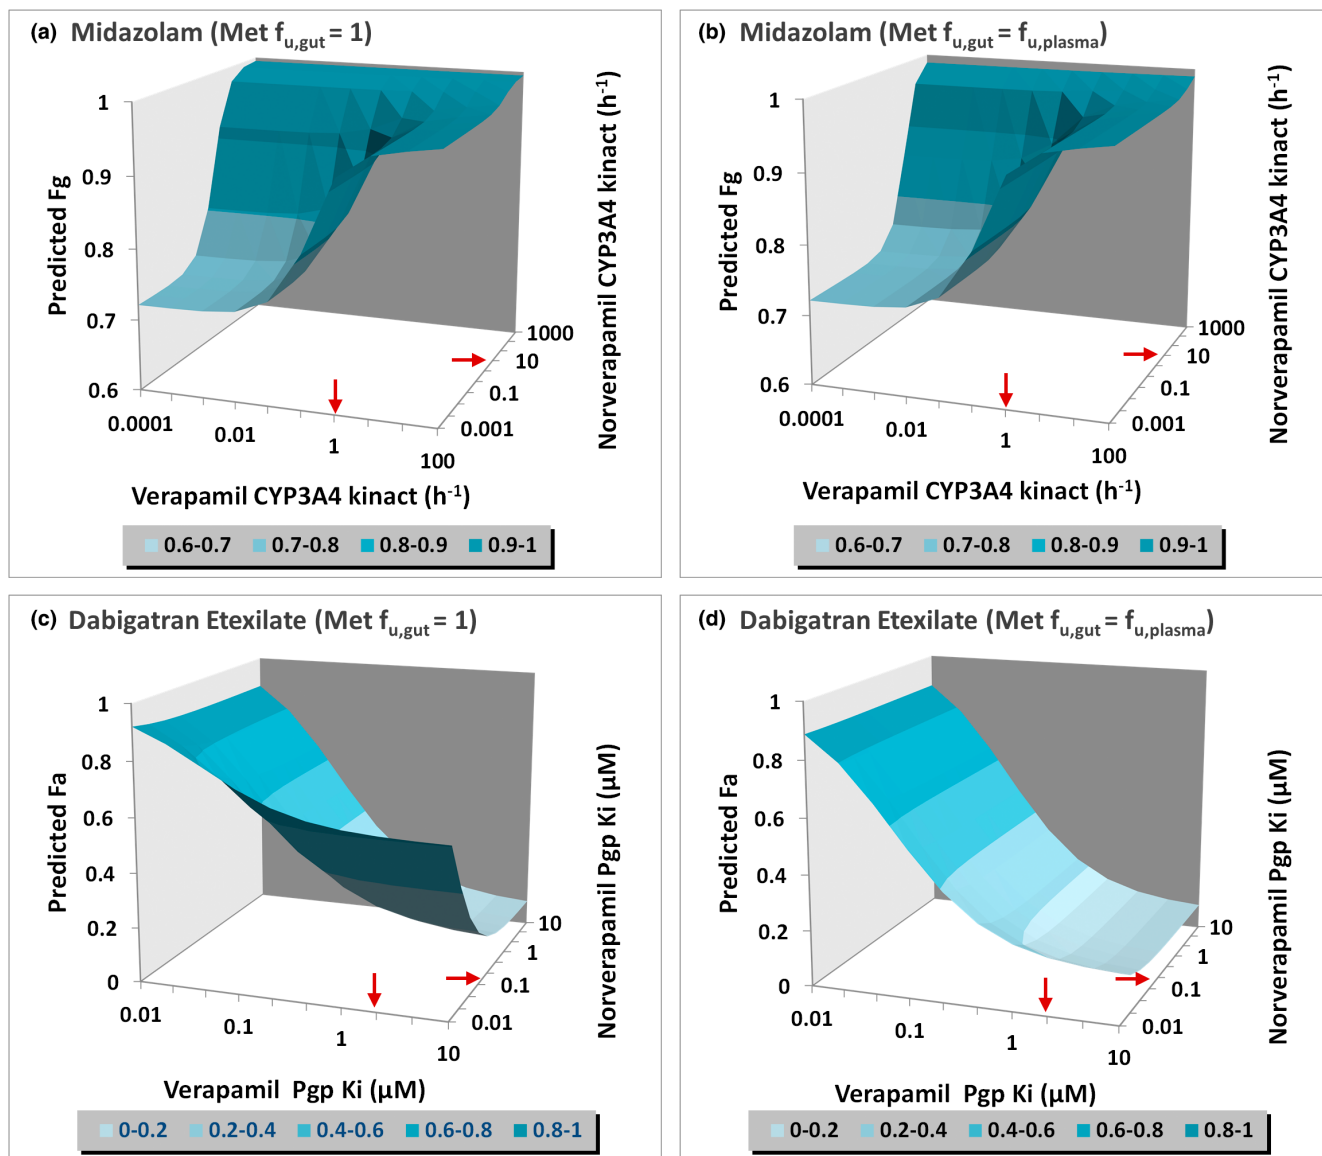 (a) Midazolam (Met fu,gut = 1)
Predicted Fg
1
0.9
0.8
0.7
0.6
0.0001
0.01
1
100
Verapamil CYP3A4 kinact (h-1)
0.001
0.1
10
1000
Norverapamil CYP3A4 kinact (h-1)
0.6-0.7 0.7-0.8 0.8-0.9 0.9-1
(b) Midazolam (Met fu,gut = fu,plasma)
Predicted Fg
1
0.9
0.8
0.7
0.6
0.0001
0.01
1
100
Verapamil CYP3A4 kinact (h-1)
0.001
0.1
10
1000
Norverapamil CYP3A4 kinact (h-1)
0.6-0.7 0.7-0.8 0.8-0.9 0.9-1
(c) Dabigatran Etexilate (Met fu,gut = 1)
Predicted Fa
1
0.8
0.6
0.4
0.2
0
0.01
0.1
1
10
Verapamil Pgp Ki (μM)
0.01
0.1
1
10
Norverapamil Pgp Ki (μM)
0-0.2 0.2-0.4 0.4-0.6 0.6-0.8 0.8-1
(d) Dabigatran Etexilate (Met fu,gut = fu,plasma)
Predicted Fa
1
0.8
0.6
0.4
0.2
0
0.01
0.1
1
10
Verapamil Pgp Ki (μM)
0.01
0.1
1
10
Norverapamil Pgp Ki (μM)
0-0.2 0.2-0.4 0.4-0.6 0.6-0.8 0.8-1